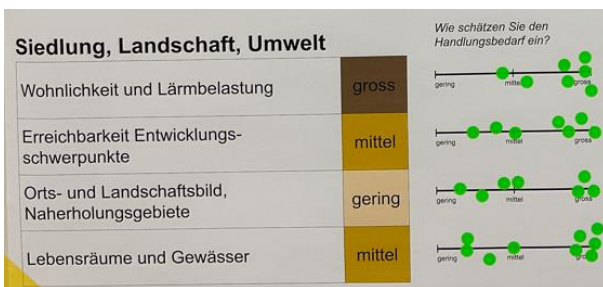 Wie schätzen Sie den
Handlungsbedarf ein?
Siedlung, Landschaft, Umwelt
Wohnlichkeit und Lärmbelastung
gross
gering mittel gross
Erreichbarkeit Entwicklungs-
schwerpunkte
mittel
gering mittel gross
Orts- und Landschaftsbild,
Naherholungsgebiete
gering
gering mittel gross
Lebensräume und Gewässer
mittel
gering mittel